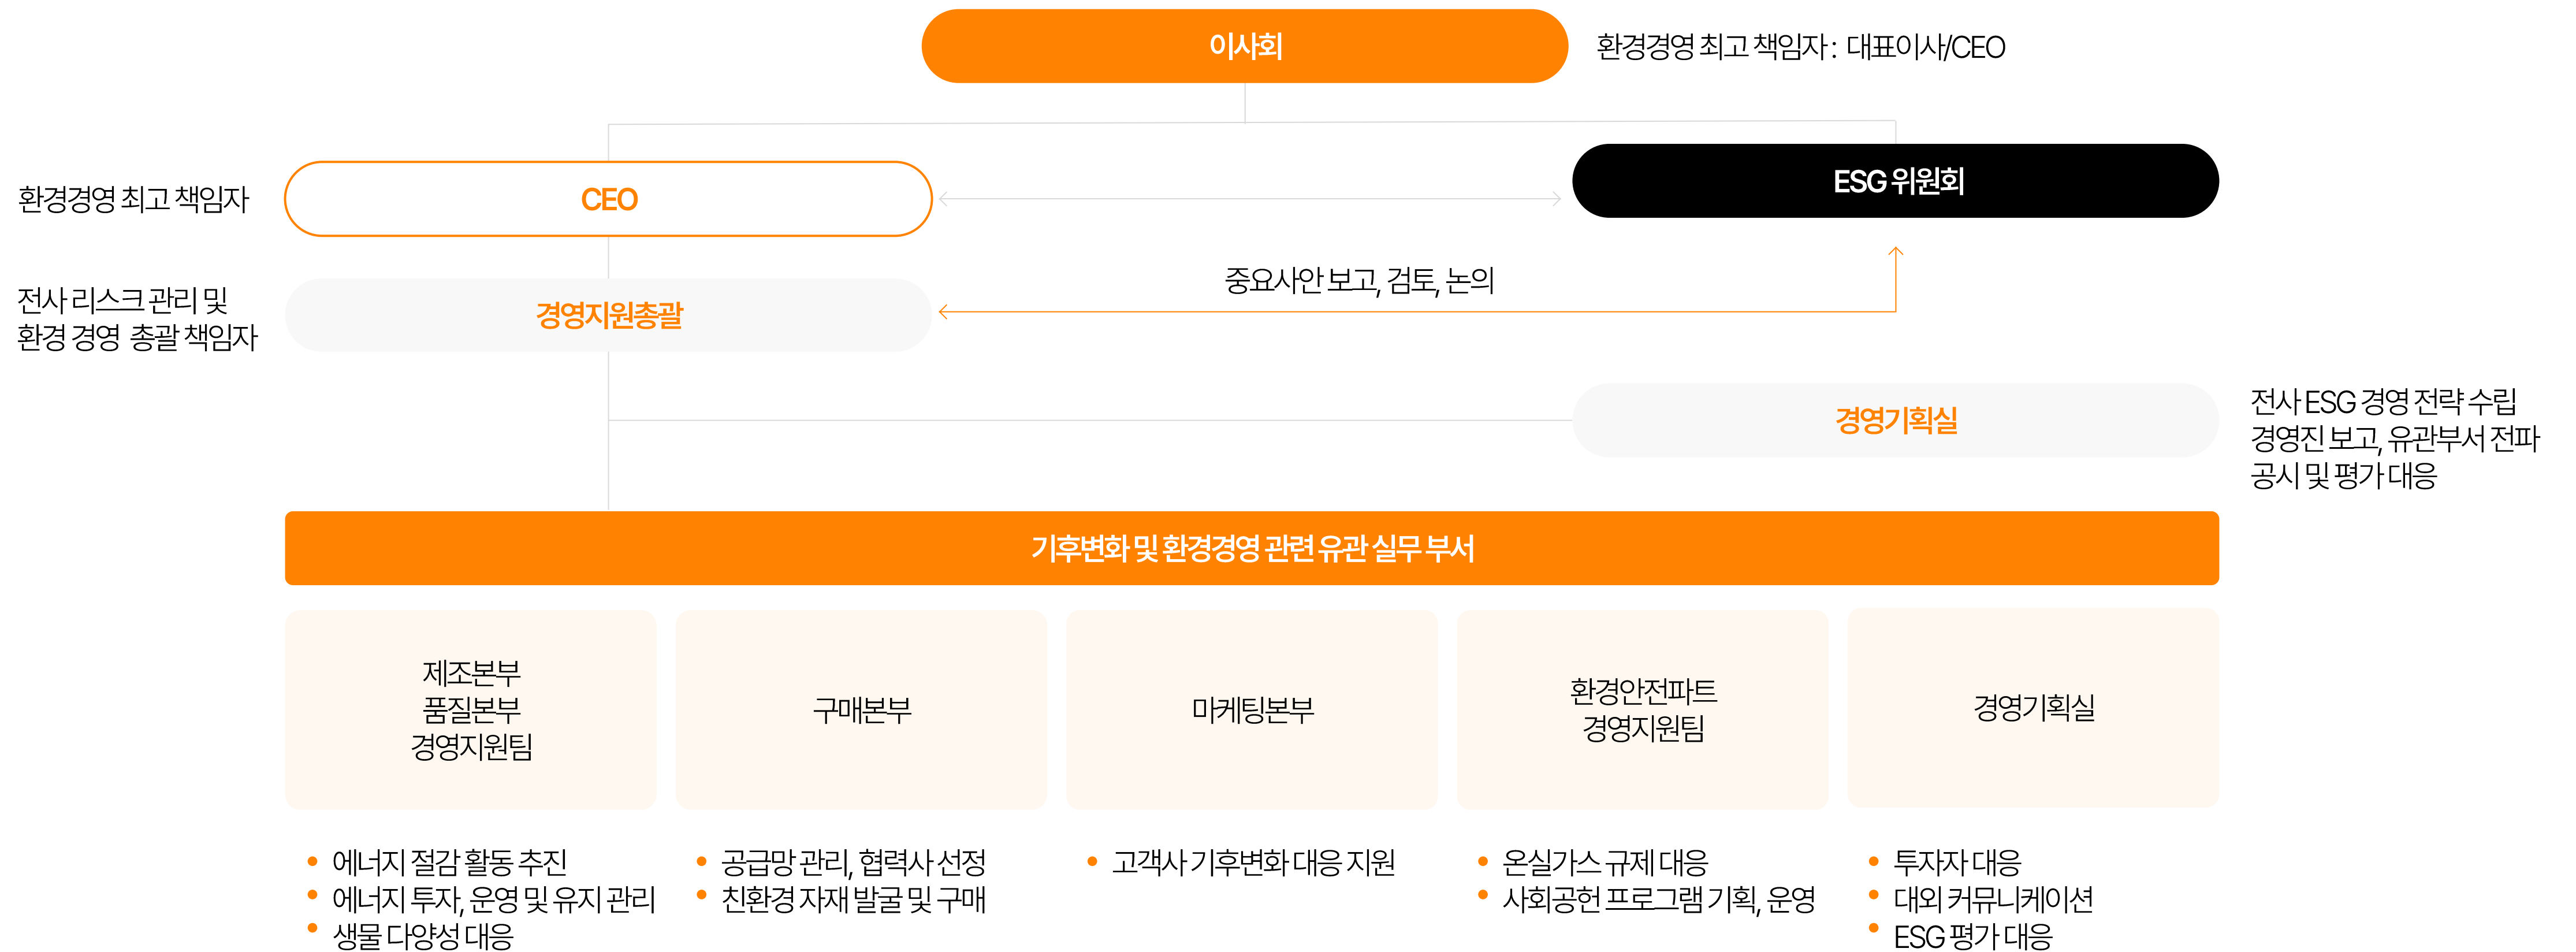 이사회
환경경영 최고 책임자 : 대표이사/CEO
환경경영 최고 책임자
CEO
ESG 위원회
전사 리스크 관리 및
환경 경영 총괄 책임자
경영지원총괄
중요사안 보고, 검토, 논의
경영기획실
전사 ESG 경영 전략 수립
경영진 보고, 유관부서 전파
공시 및 평가 대응
기후변화 및 환경경영 관련 유관 실무 부서
제조본부
품질본부
경영지원팀
구매본부
마케팅본부
환경안전파트
경영지원팀
경영기획실
• 에너지 절감 활동 추진
• 에너지 투자, 운영 및 유지 관리
• 생물 다양성 대응
• 공급망 관리, 협력사 선정
• 친환경 자재 발굴 및 구매
• 고객사 기후변화 대응 지원
• 온실가스 규제 대응
• 사회공헌 프로그램 기획, 운영
• 투자자 대응
• 대외 커뮤니케이션
• ESG 평가 대응